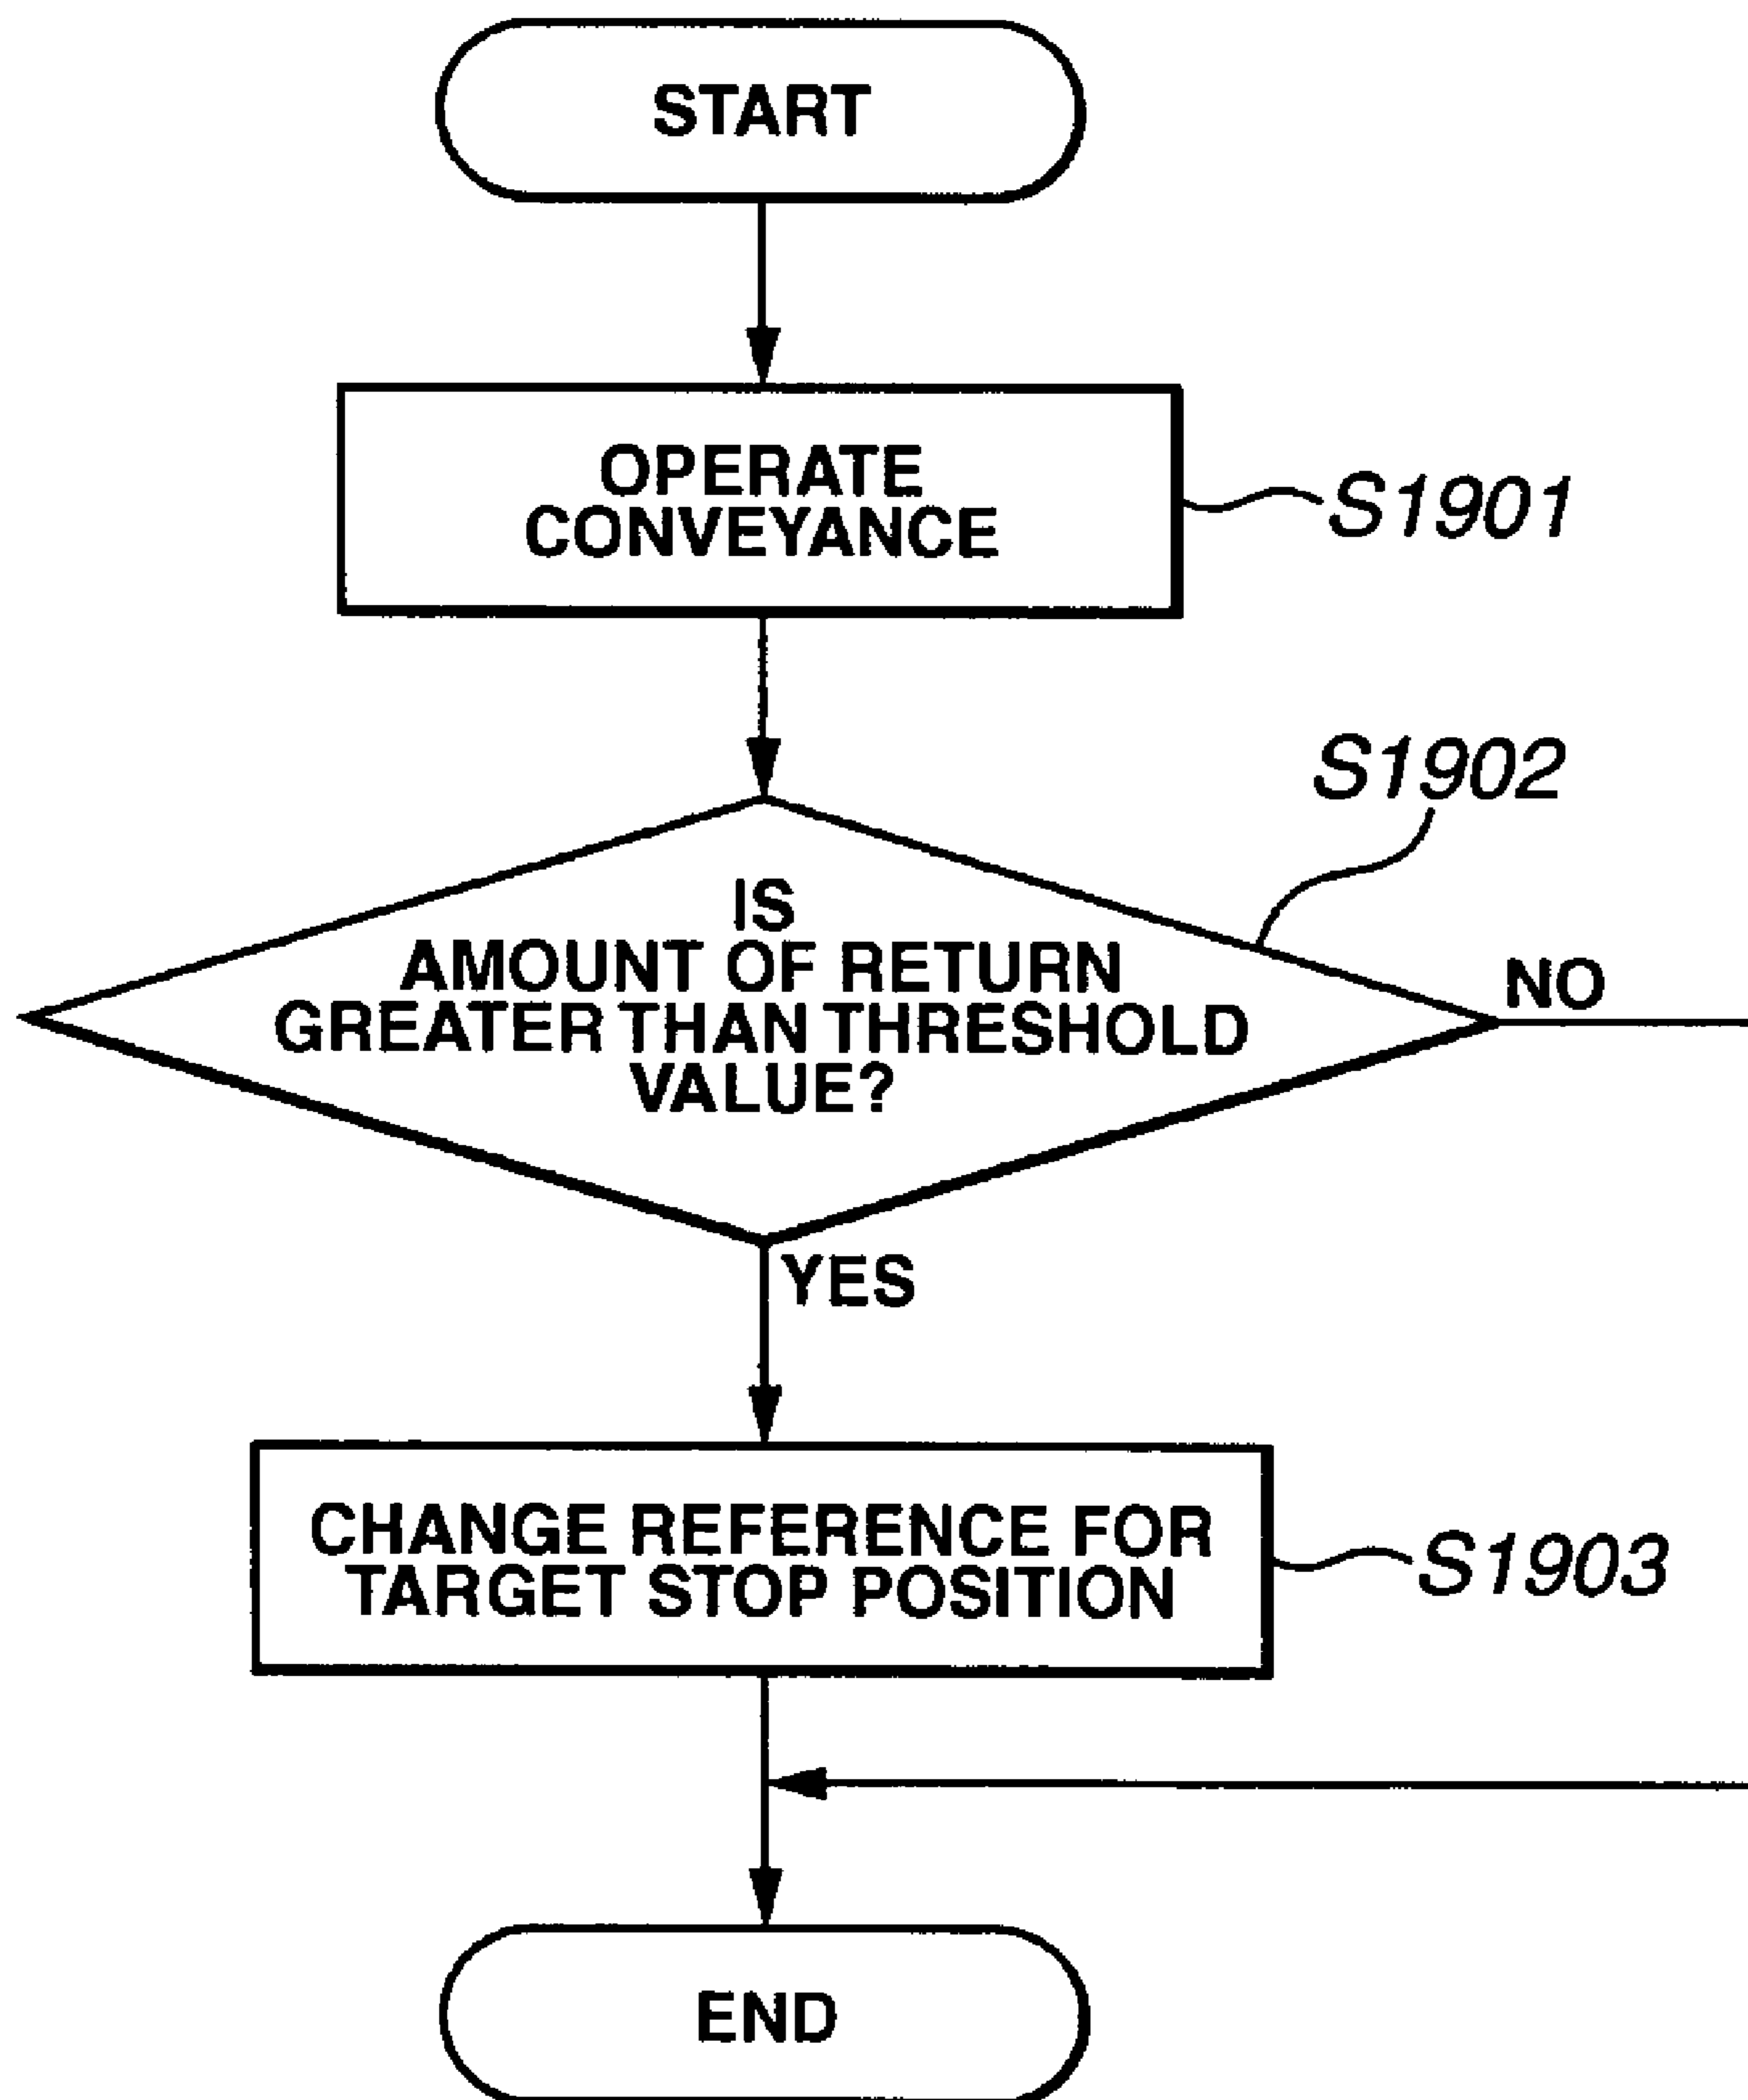 START
OPERATE
CONVEYANCE
S1901
S1902
IS
AMOUNT OF RETURN
GREATER THAN THRESHOLD
VALUE?
NO
YES
CHANGE REFERENCE FOR
TARGET STOP POSITION
S1903
END